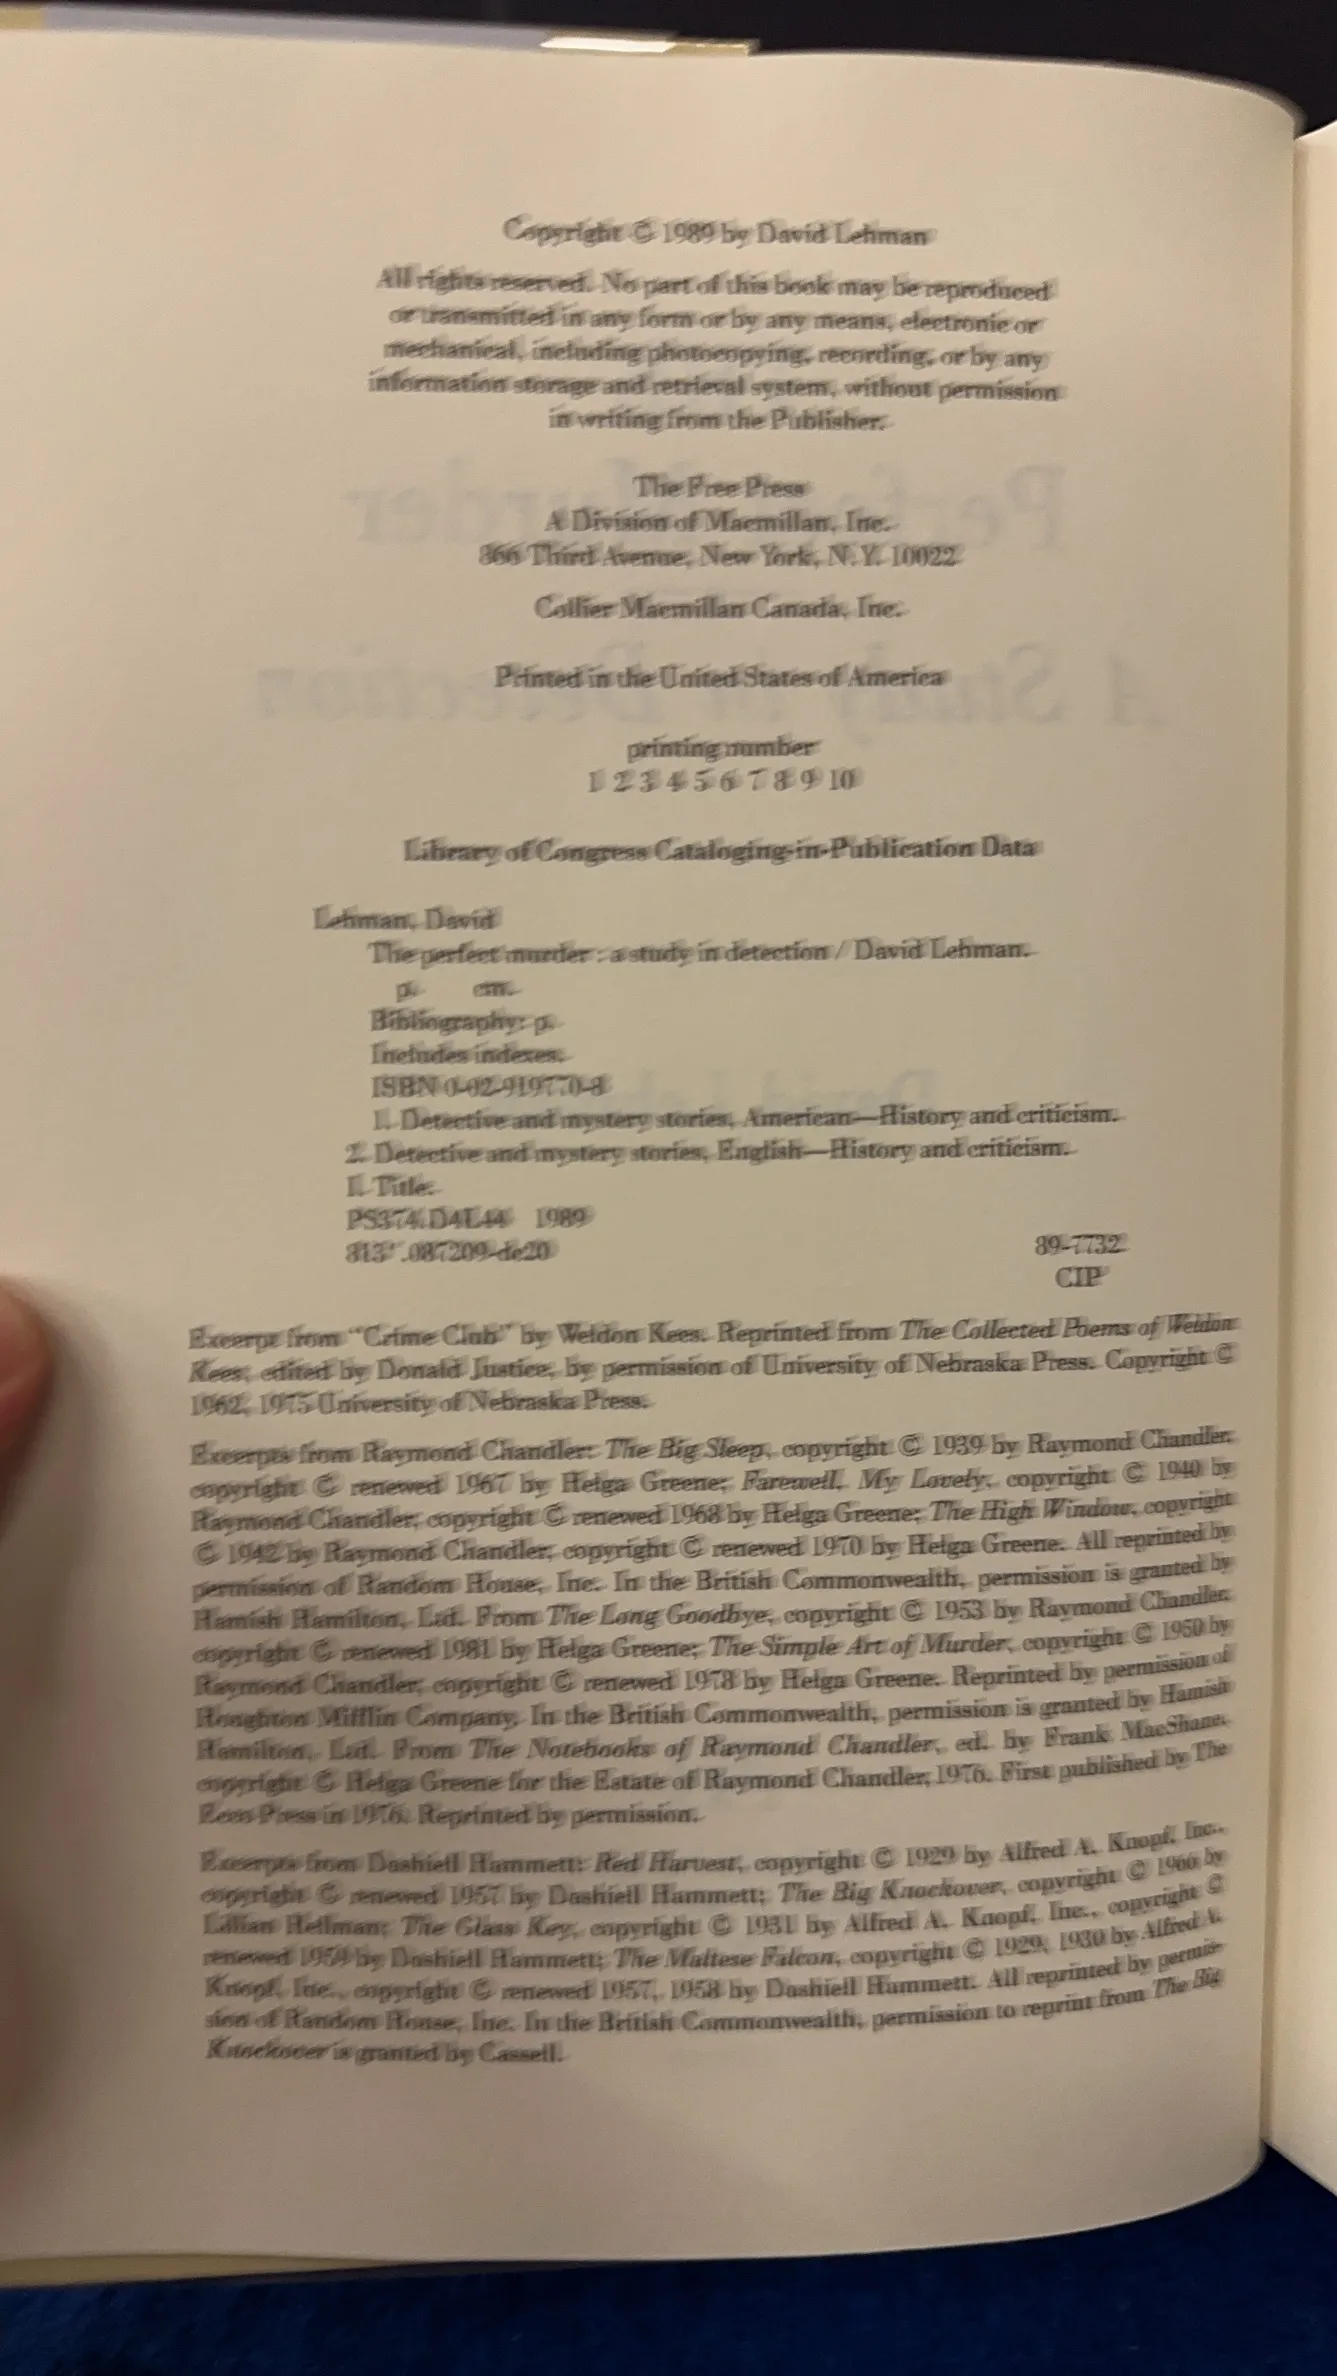 Copyright © 1989 by David Lehman
All rights reserved. No part of this book may be reproduced
or transmitted in any form or by any means, electronic or
mechanical, including photocopying, recording, or by any
information storage and retrieval system, without permission
in writing from the Publisher.
The Free Press
A Division of Macmillan, Inc.
866 Third Avenue, New York, N.Y. 10022
Collier Macmillan Canada, Inc.
Printed in the United States of America
printing number
1 2 3 4 5 6 7 8 9 10
Library of Congress Cataloging-in-Publication Data
Lehman, David
The perfect murder : a study in detection / David Lehman.
p. cm.
Bibliography: p.
Includes indexes.
ISBN 0-02-919770-8
1. Detective and mystery stories, American—History and criticism.
2. Detective and mystery stories, English—History and criticism.
I. Title.
PS374.D4L44 1989
813'.087209-dc20
89-7732
CIP
Excerpt from "Crime Club" by Weldon Kees. Reprinted from The Collected Poems of Weldon
Kees, edited by Donald Justice, by permission of University of Nebraska Press. Copyright ©
1962, 1975 University of Nebraska Press.
Excerpts from Raymond Chandler: The Big Sleep, copyright © 1939 by Raymond Chandler,
copyright © renewed 1967 by Helga Greene; Farewell, My Lovely, copyright © 1940 by
Raymond Chandler, copyright © renewed 1968 by Helga Greene; The High Window, copyright
© 1942 by Raymond Chandler, copyright © renewed 1970 by Helga Greene. All reprinted by
permission of Random House, Inc. In the British Commonwealth, permission is granted by
Hamish Hamilton, Ltd. From The Long Goodbye, copyright © 1953 by Raymond Chandler,
copyright © renewed 1981 by Helga Greene; The Simple Art of Murder, copyright © 1950 by
Raymond Chandler, copyright © renewed 1978 by Helga Greene. Reprinted by permission of
Houghton Mifflin Company. In the British Commonwealth, permission is granted by Hamish
Hamilton, Ltd. From The Notebooks of Raymond Chandler, ed. by Frank MacShane,
copyright © Helga Greene for the Estate of Raymond Chandler, 1976. First published by The
Ecco Press in 1976. Reprinted by permission.
Excerpts from Dashiell Hammett: Red Harvest, copyright © 1929 by Alfred A. Knopf, Inc.,
copyright © renewed 1957 by Dashiell Hammett; The Big Knockover, copyright © 1966 by
Lillian Hellman; The Glass Key, copyright © 1931 by Alfred A. Knopf, Inc., copyright ©
renewed 1959 by Dashiell Hammett; The Maltese Falcon, copyright © 1929, 1930 by Alfred A.
Knopf, Inc., copyright © renewed 1957, 1958 by Dashiell Hammett. All reprinted by permis-
sion of Random House, Inc. In the British Commonwealth, permission to reprint from The Big
Knockover is granted by Cassell.